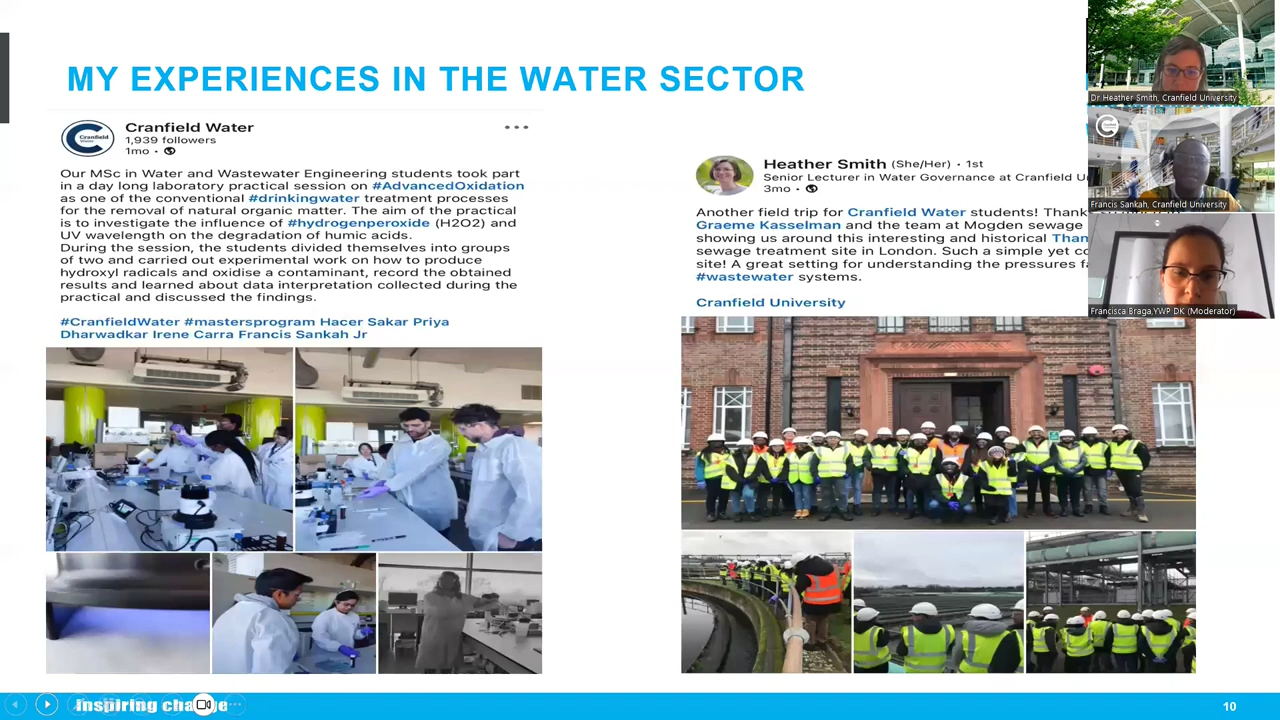 MY EXPERIENCES IN THE WATER SECTOR
Cranfield Water
1,939 followers
1mo •
Our MSc in Water and Wastewater Engineering students took part
in a day long laboratory practical session on #AdvancedOxidation
as one of the conventional #drinkingwater treatment processes
for the removal of natural organic matter. The aim of the practical
is to investigate the influence of #hydrogenperoxide (H2O2) and
UV wavelength on the degradation of humic acids.
During the session, the students divided themselves into groups
of two and carried out experimental work on how to produce
hydroxyl radicals and oxidise a contaminant, record the obtained
results and learned about data interpretation collected during the
practical and discussed the findings.
#CranfieldWater #mastersprogram Hacer Sakar Priya
Dharwadkar Irene Carra Francis Sankah Jr
Heather Smith (She/Her) • 1st
Senior Lecturer in Water Governance at Cranfield
3mo •
Another field trip for Cranfield Water students!
Graeme Kasselman and the team at Mogden sewage
showing us around this interesting and historical
sewage treatment site in London. Such a simple yet
site! A great setting for understanding the pressures
#wastewater systems.
Cranfield University
Dr Heather Smith, Cranfield University
Francis Sankah, Cranfield University
Francisca Braga YWP DK (Moderator)
Inspiring change
10